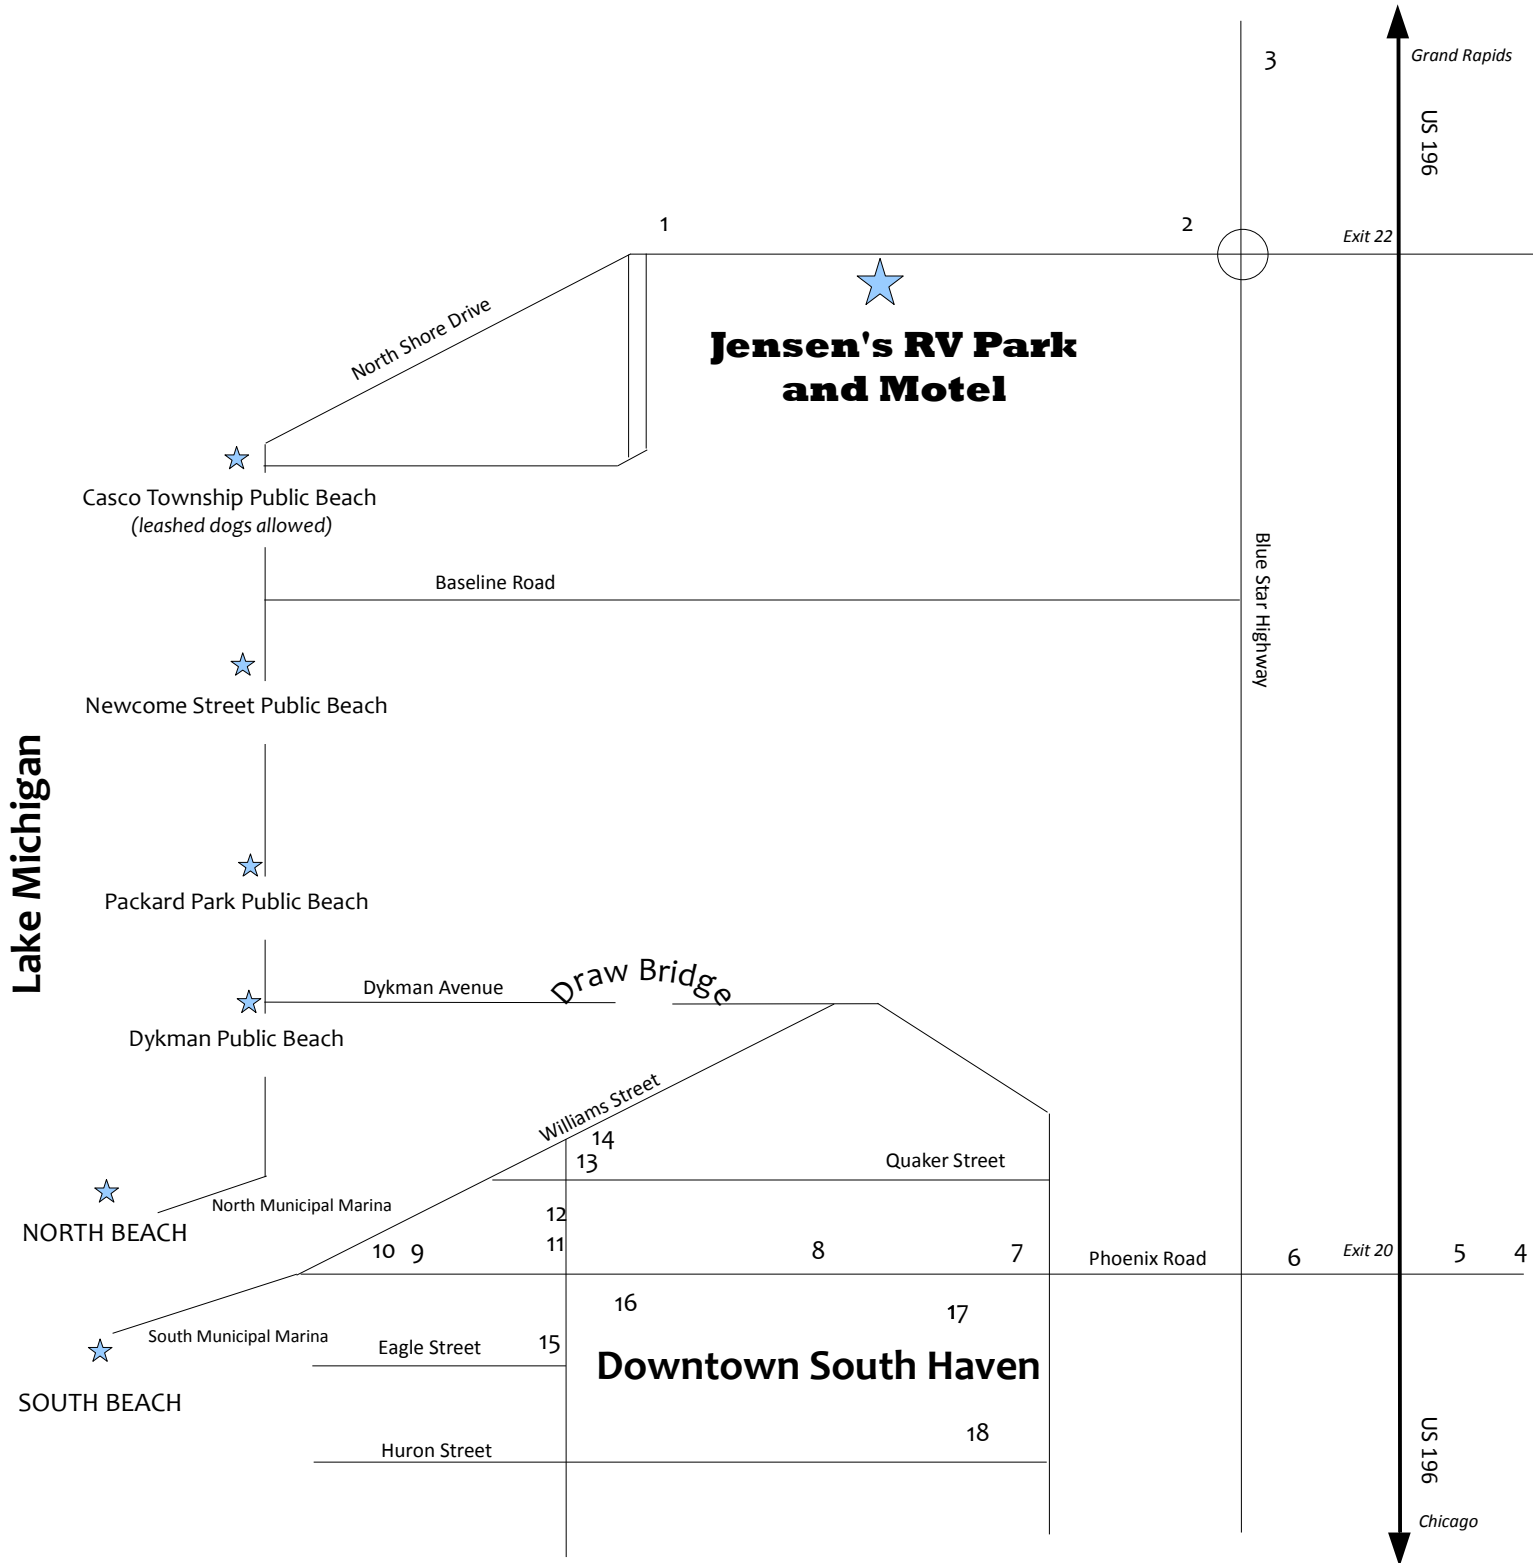 3
Grand Rapids
US 196
1
2
Exit 22
North Shore Drive
Jensen's RV Park
and Motel
Casco Township Public Beach
(leashed dogs allowed)
Baseline Road
Blue Star Highway
Newcome Street Public Beach
Lake Michigan
Packard Park Public Beach
Dykman Avenue
Draw Bridge
Dykman Public Beach
Williams Street
14
13
Quaker Street
North Municipal Marina
NORTH BEACH
12
11
10
9
8
7
Phoenix Road
6
Exit 20
5
4
16
17
South Municipal Marina
Eagle Street
15
Downtown South Haven
SOUTH BEACH
18
Huron Street
US 196
Chicago